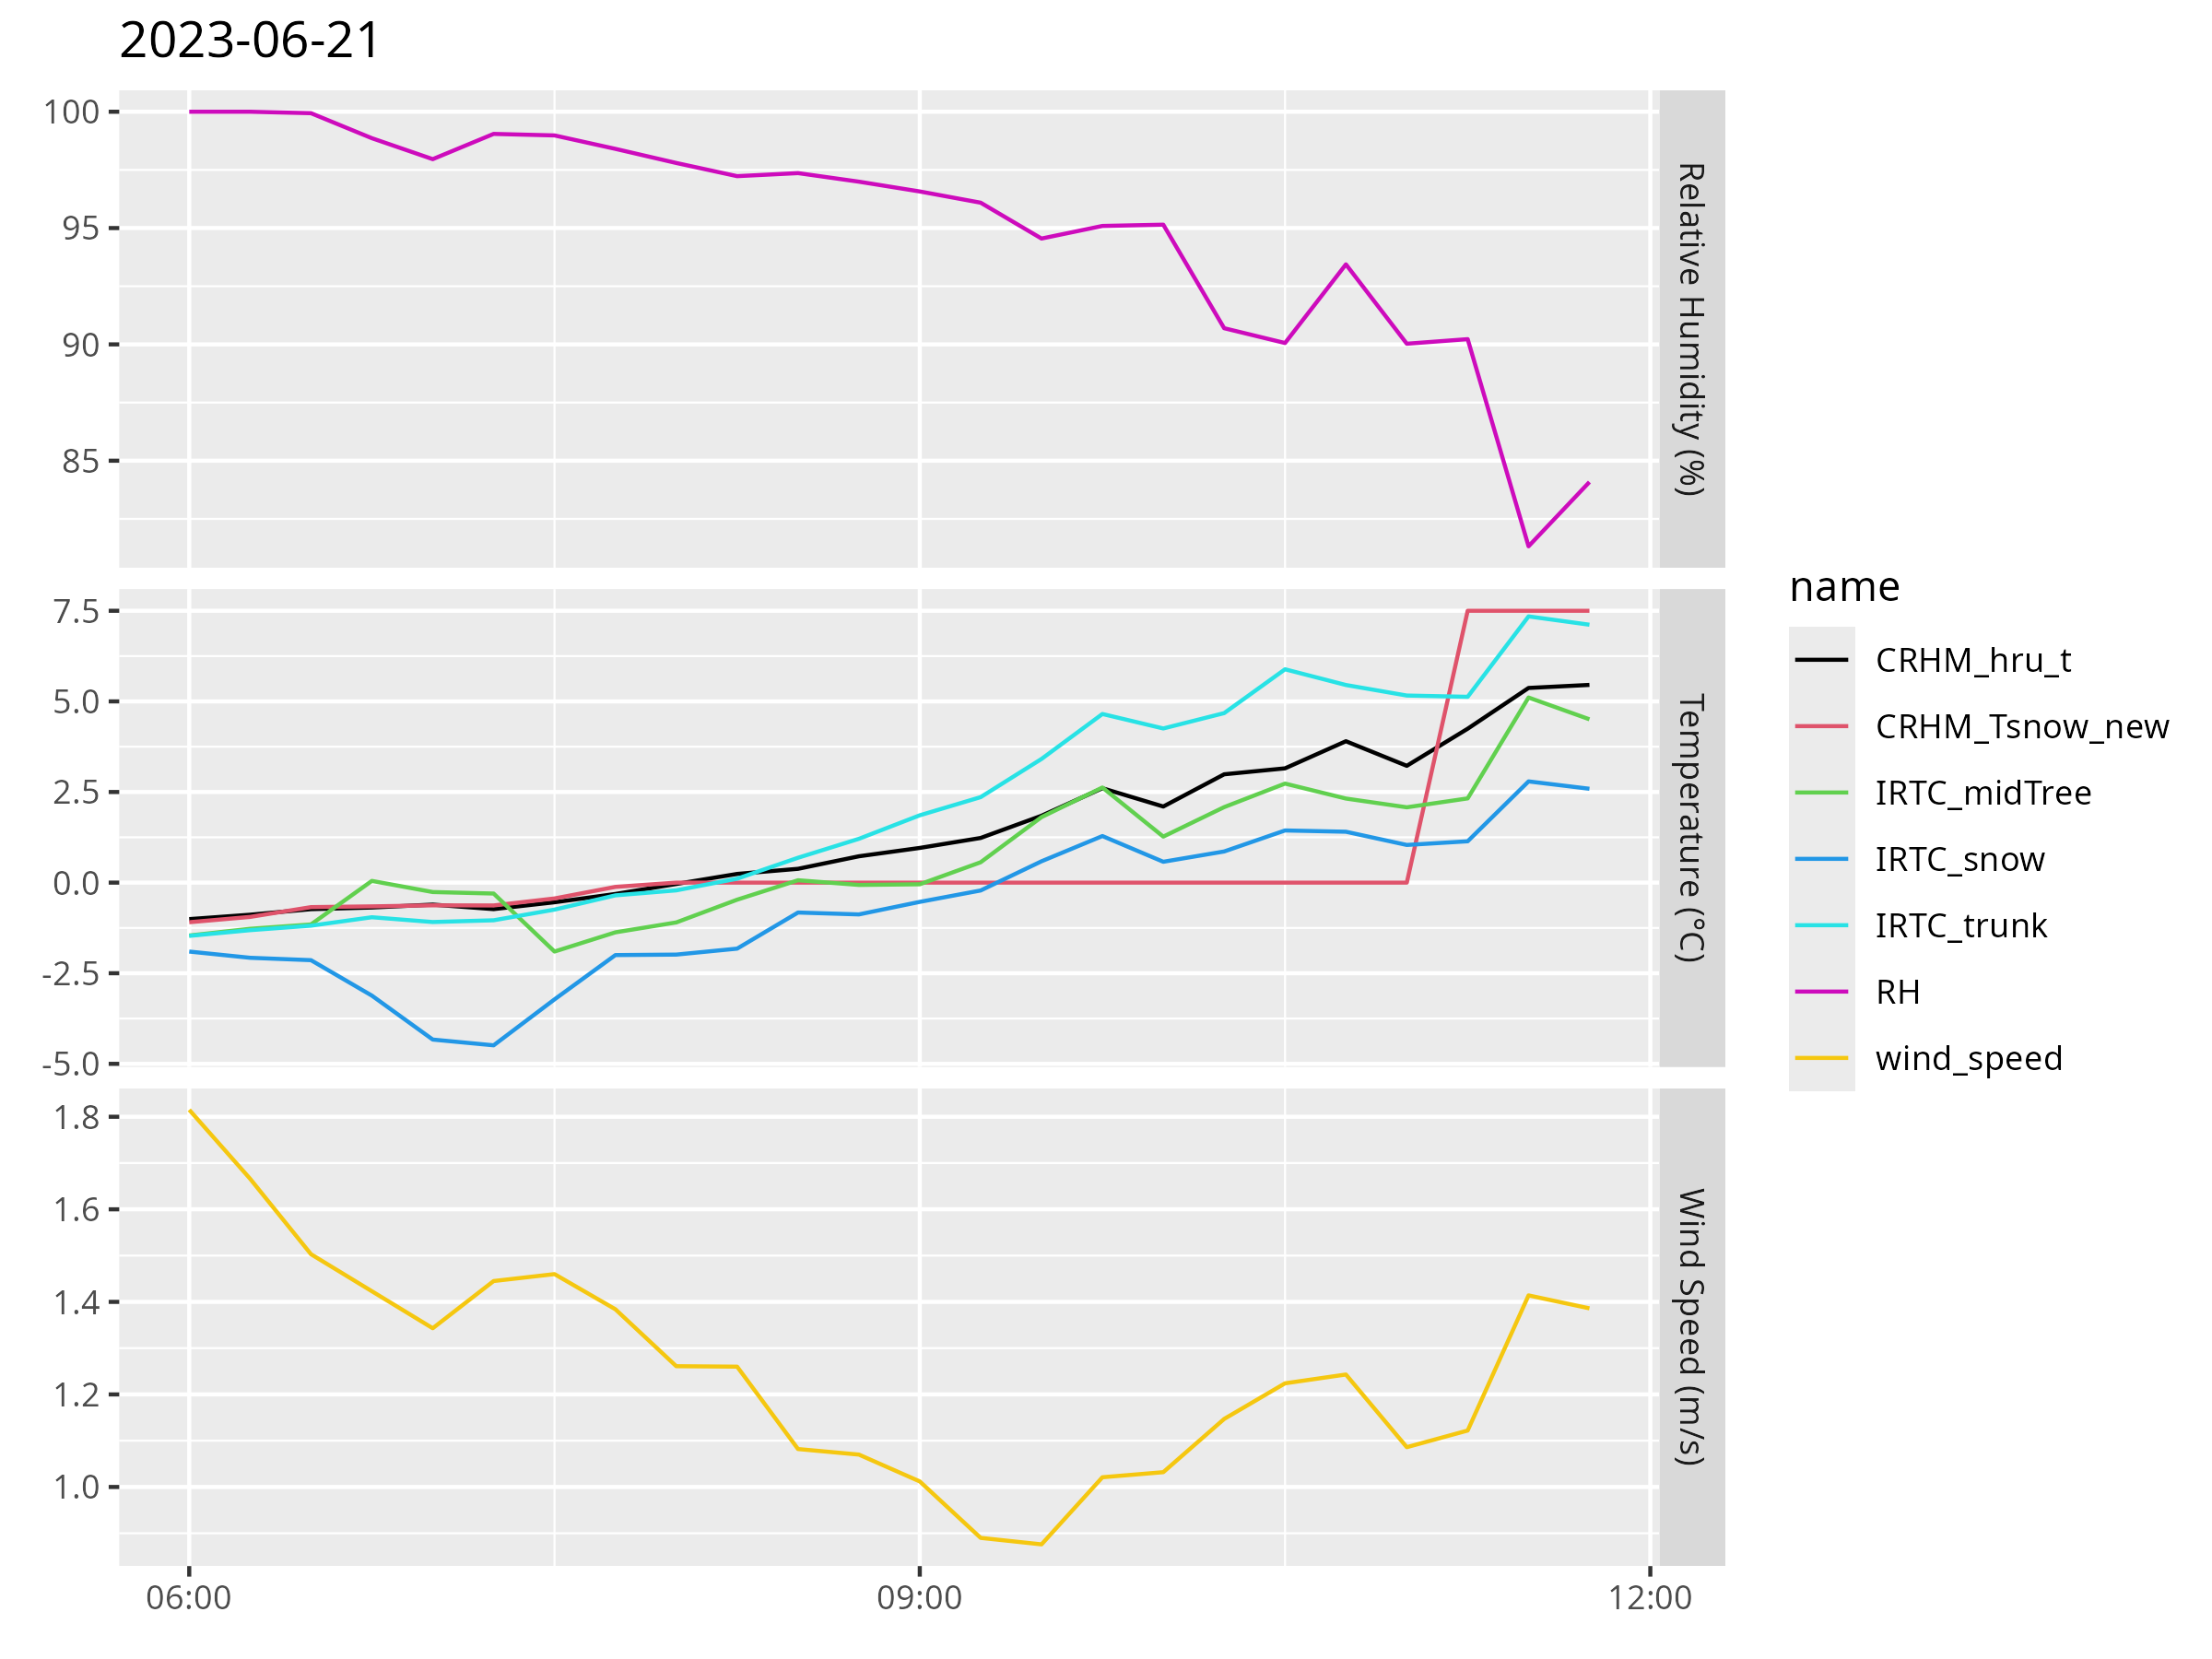 2023-06-21
100
95
90
85
Relative Humidity (%)
7.5
5.0
2.5
0.0
-2.5
-5.0
Temperature (°C)
1.8
1.6
1.4
1.2
1.0
Wind Speed (m/s)
06:00
09:00
12:00
name
CRHM_hru_t
CRHM_Tsnow_new
IRTC_midTree
IRTC_snow
IRTC_trunk
RH
wind_speed